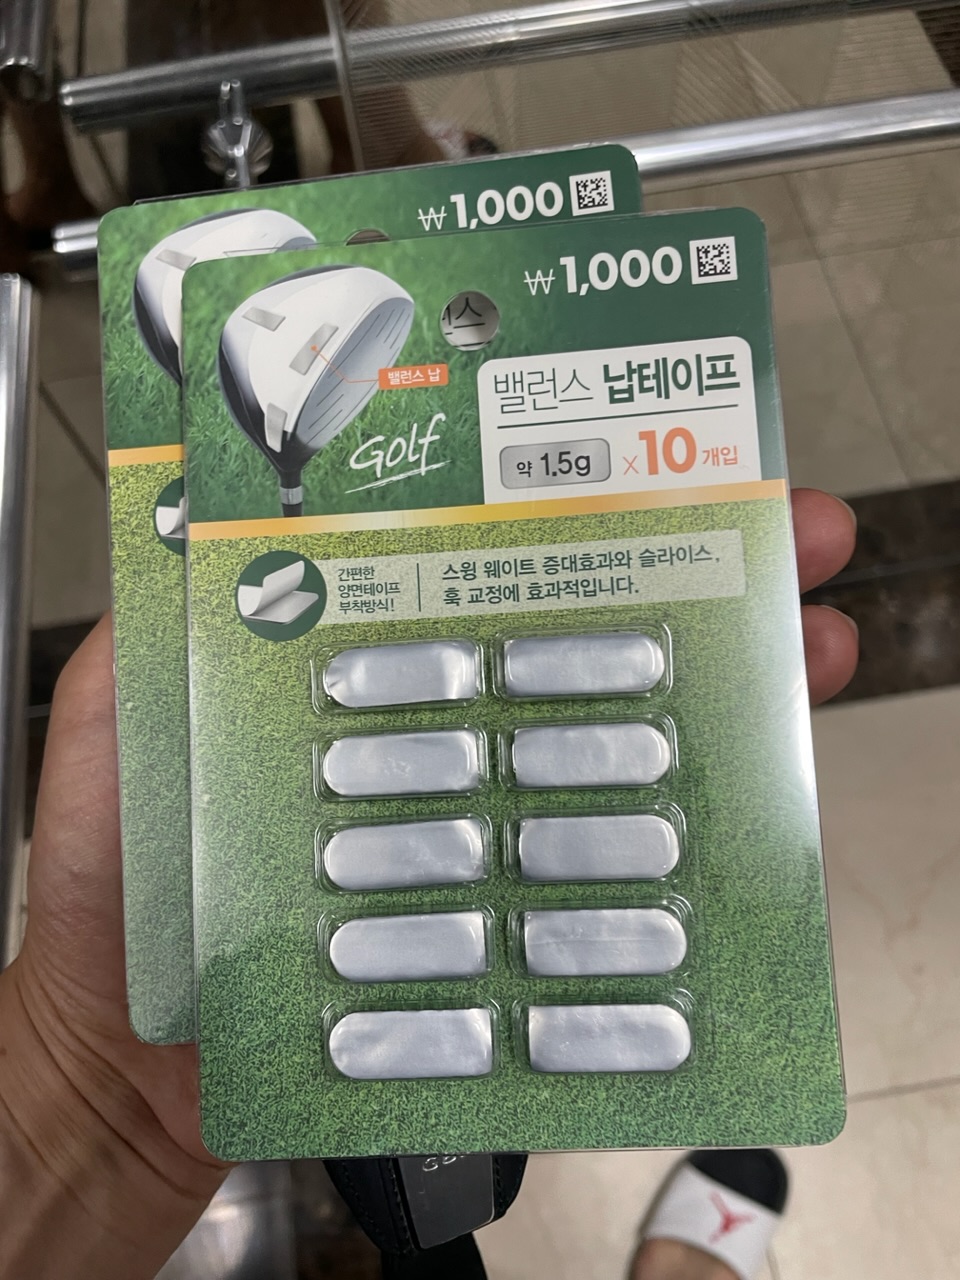 ₩1,000
₩1,000
스
밸런스 납
밸런스 납테이프
Golf
약 1.5g x 10 개입
간편한
양면테이프
부착방식!
스윙 웨이트 증대효과와 슬라이스,
훅 교정에 효과적입니다.